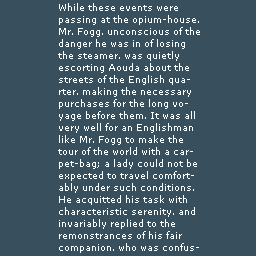 While these events were
passing at the opium-house,
Mr. Fogg, unconscious of the
danger he was in of losing
the steamer, was quietly
escorting Aouda about the
streets of the English quar-
ter, making the necessary
purchases for the long vo-
yage before them. It was all
very well for an Englishman
like Mr. Fogg to make the
tour of the world with a car-
pet-bag; a lady could not be
expected to travel comfort-
ably under such conditions.
He acquitted his task with
characteristic serenity, and
invariably replied to the
remonstrances of his fair
companion, who was confus-